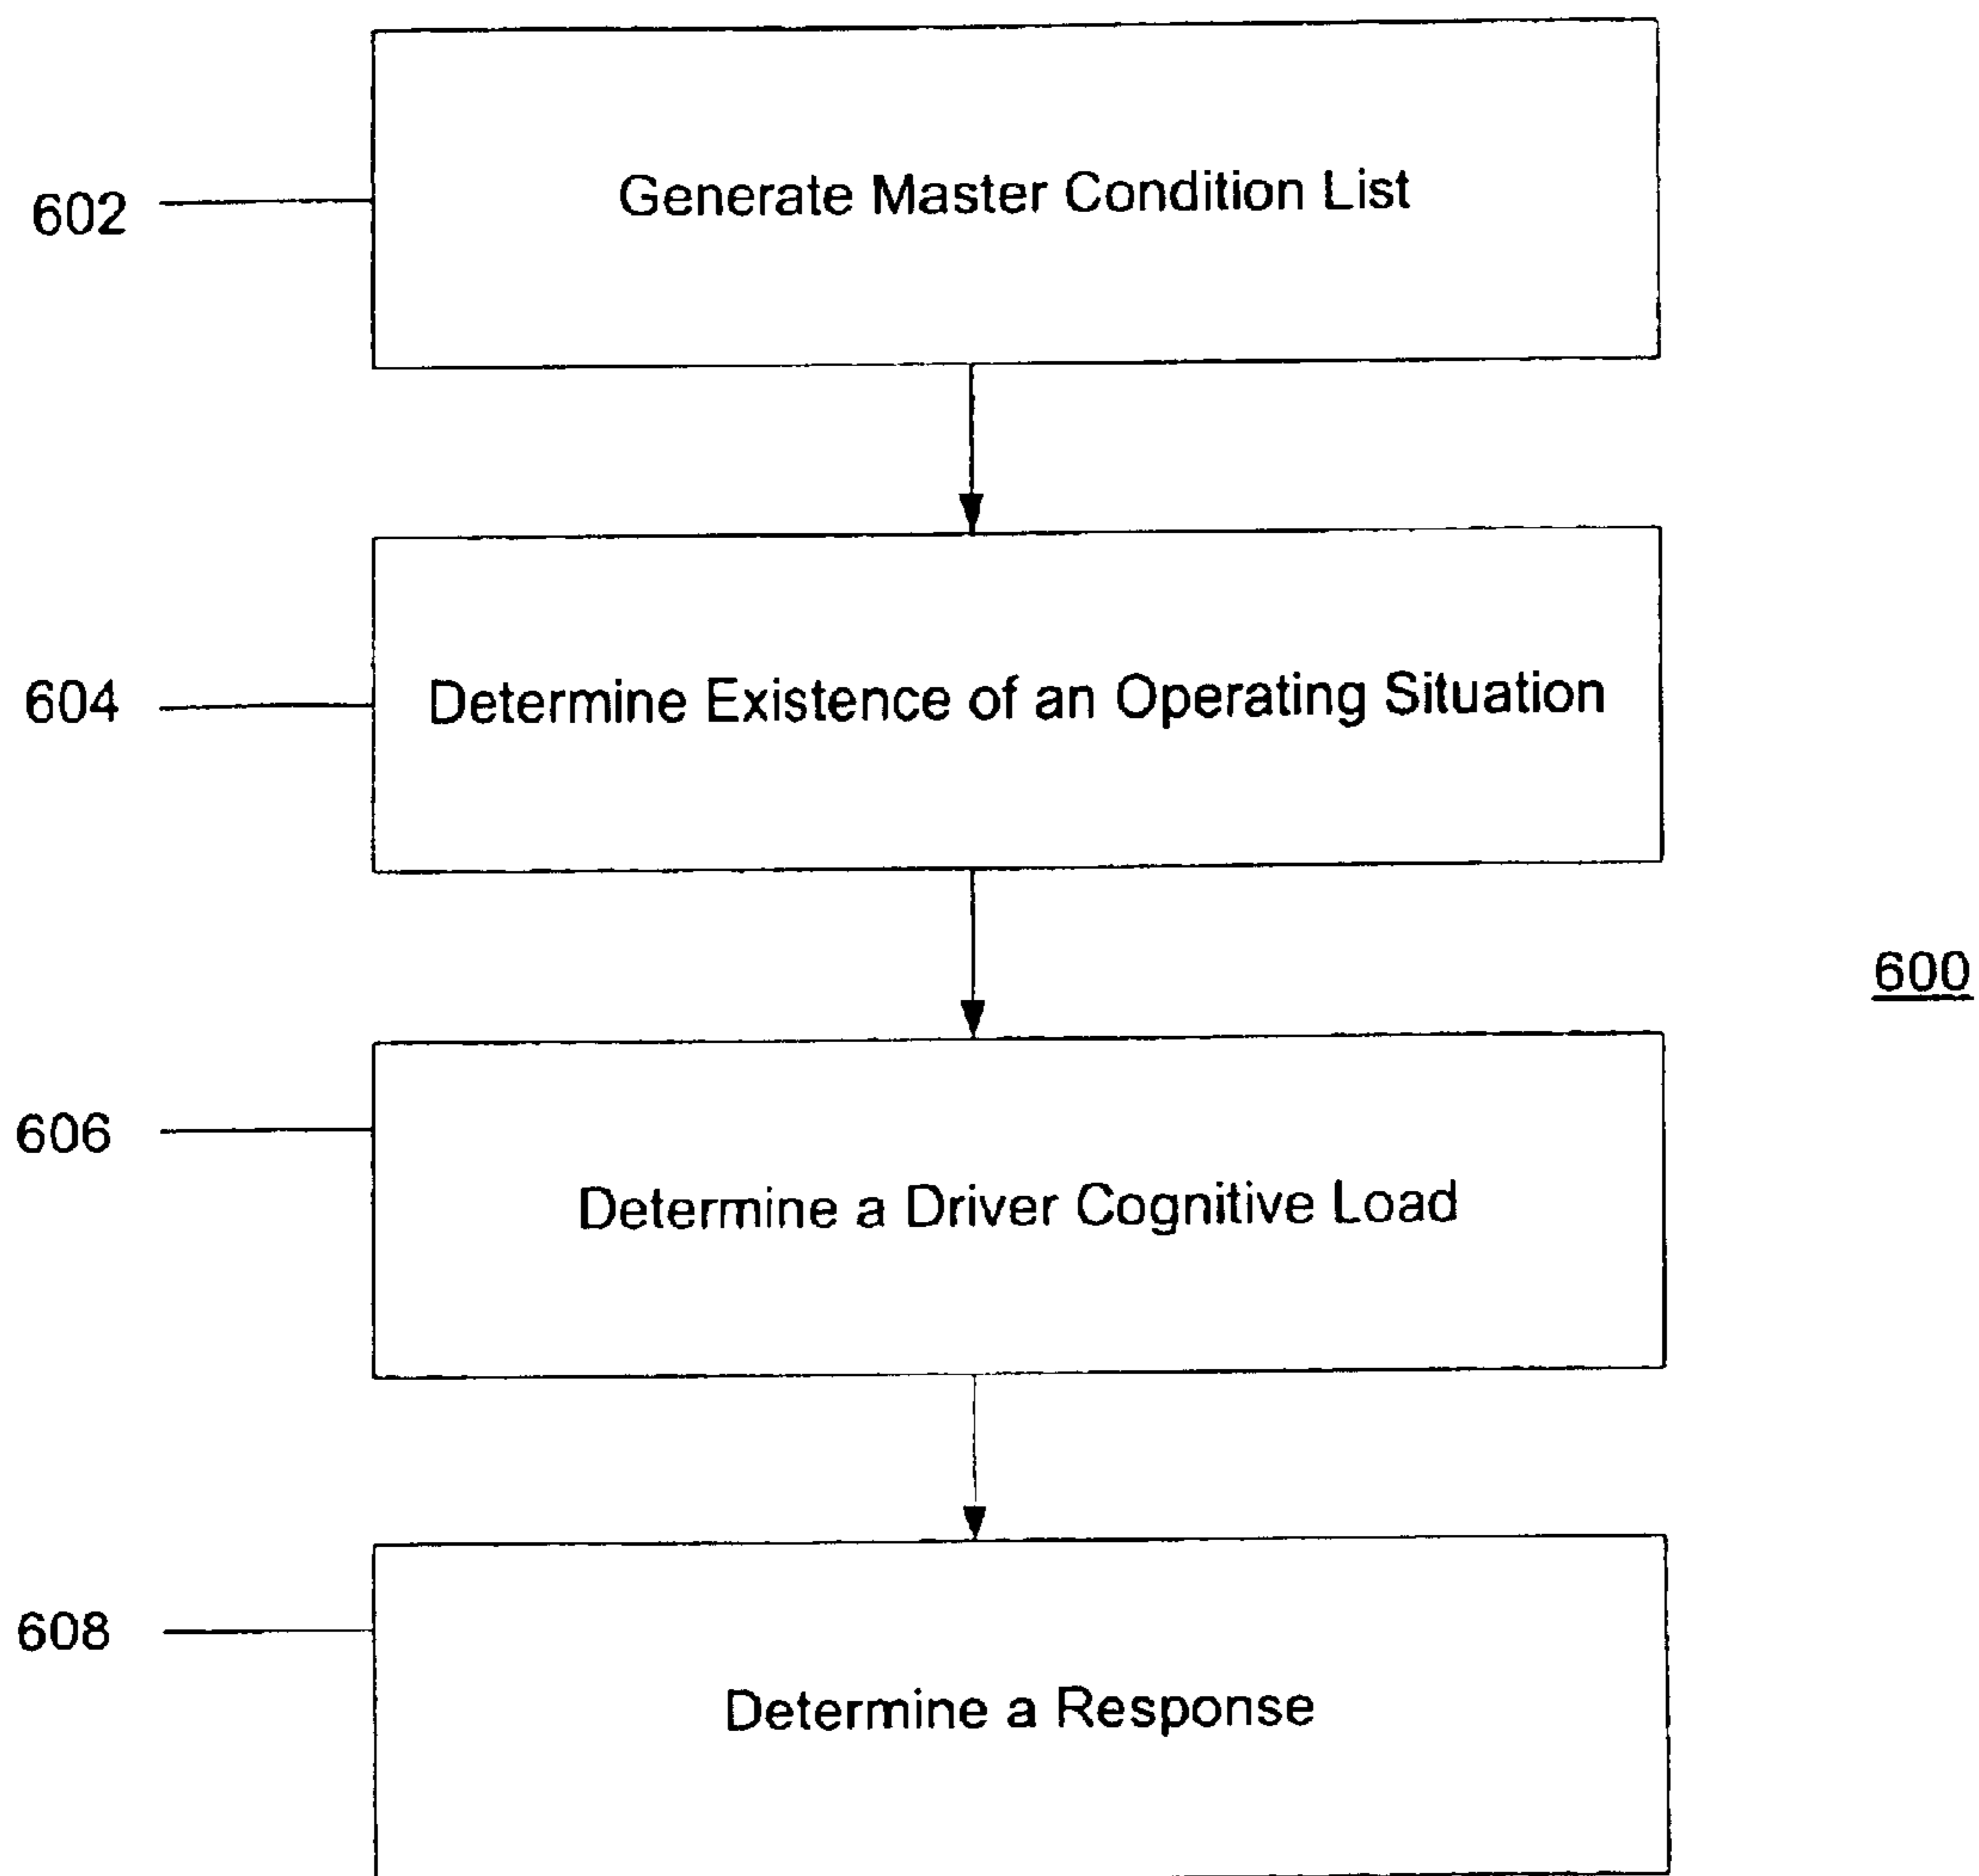 602
Generate Master Condition List
604
Determine Existence of an Operating Situation
600
606
Determine a Driver Cognitive Load
608
Determine a Response